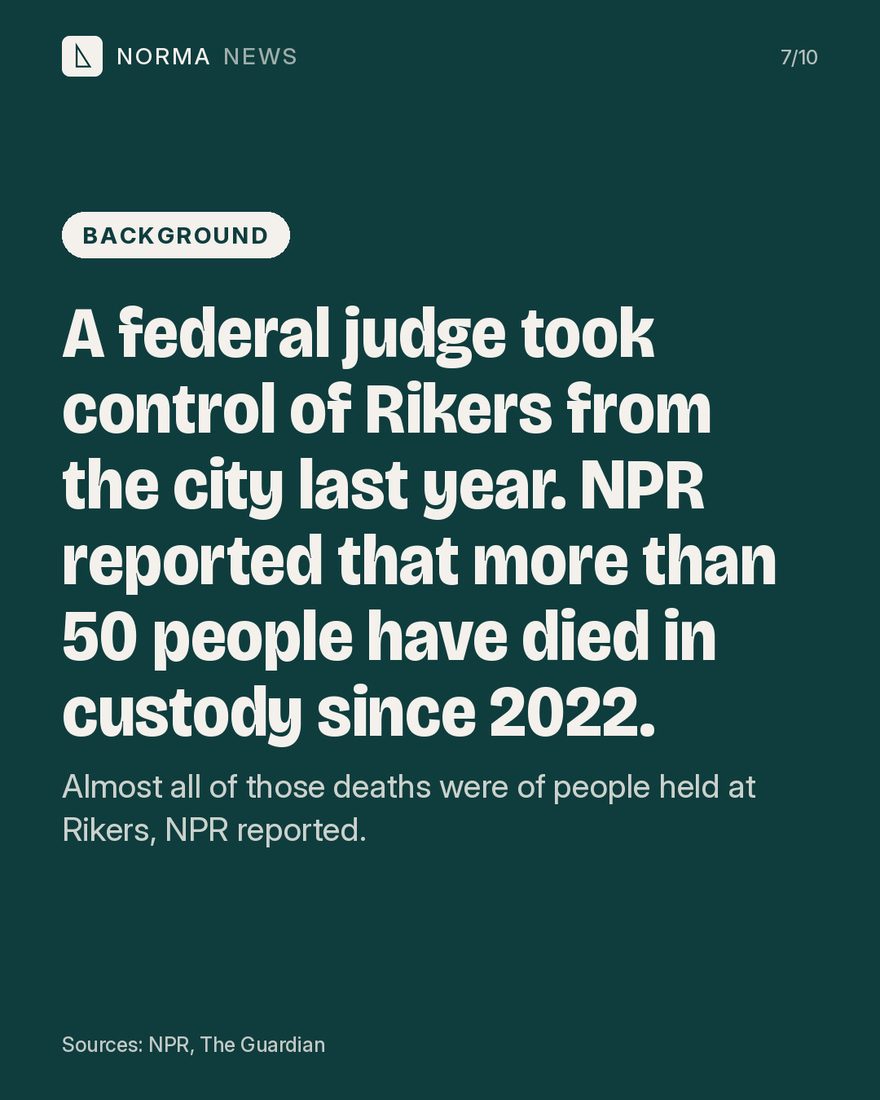 NORMA NEWS
7/10
BACKGROUND
A federal judge took
control of Rikers from
the city last year. NPR
reported that more than
50 people have died in
custody since 2022.
Almost all of those deaths were of people held at
Rikers, NPR reported.
Sources: NPR, The Guardian